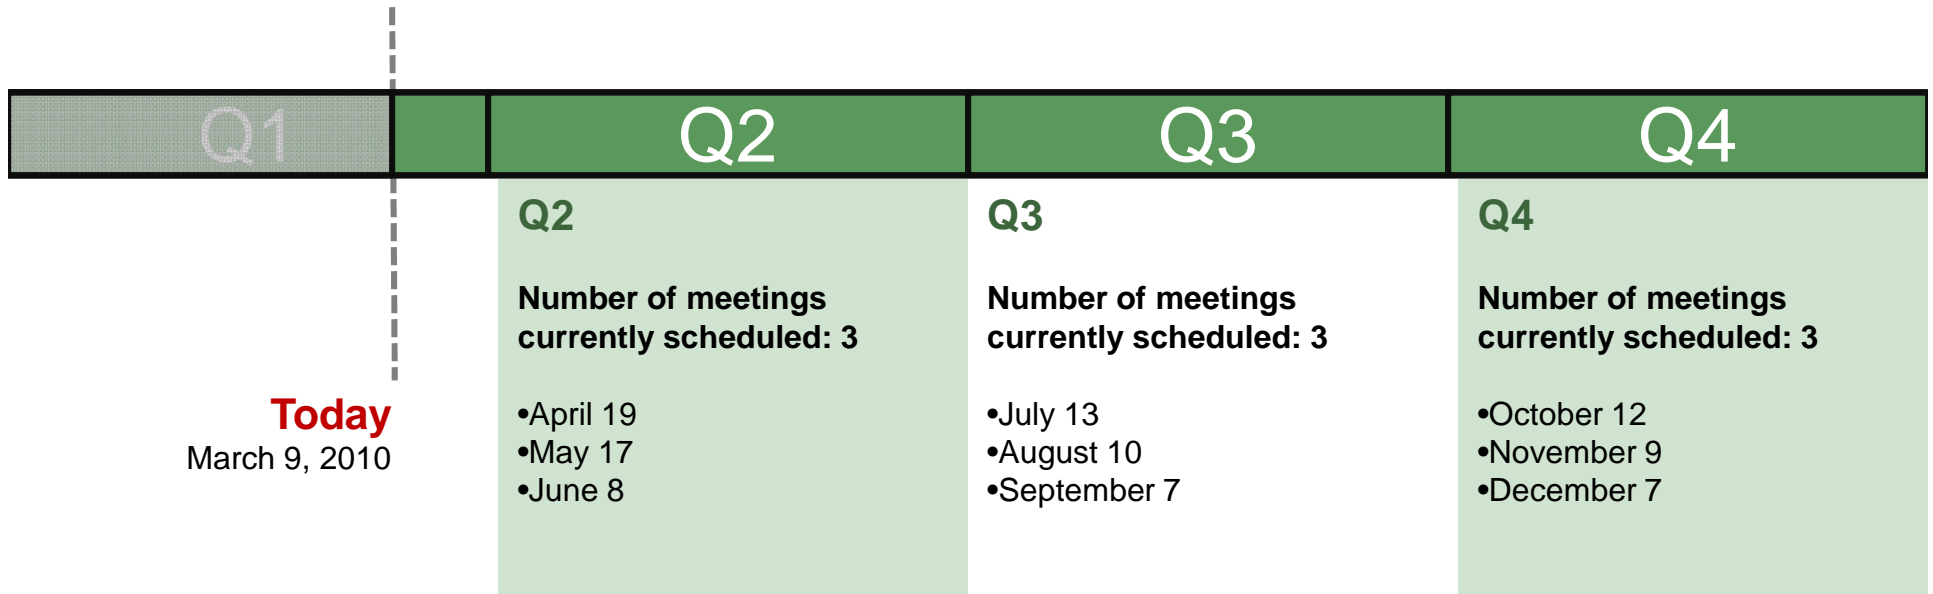 Q1
Q2
Q3
Q4
Today
March 9, 2010
Q2
Number of meetings
currently scheduled: 3
•April 19
•May 17
•June 8
Q3
Number of meetings
currently scheduled: 3
•July 13
•August 10
•September 7
Q4
Number of meetings
currently scheduled: 3
•October 12
•November 9
•December 7